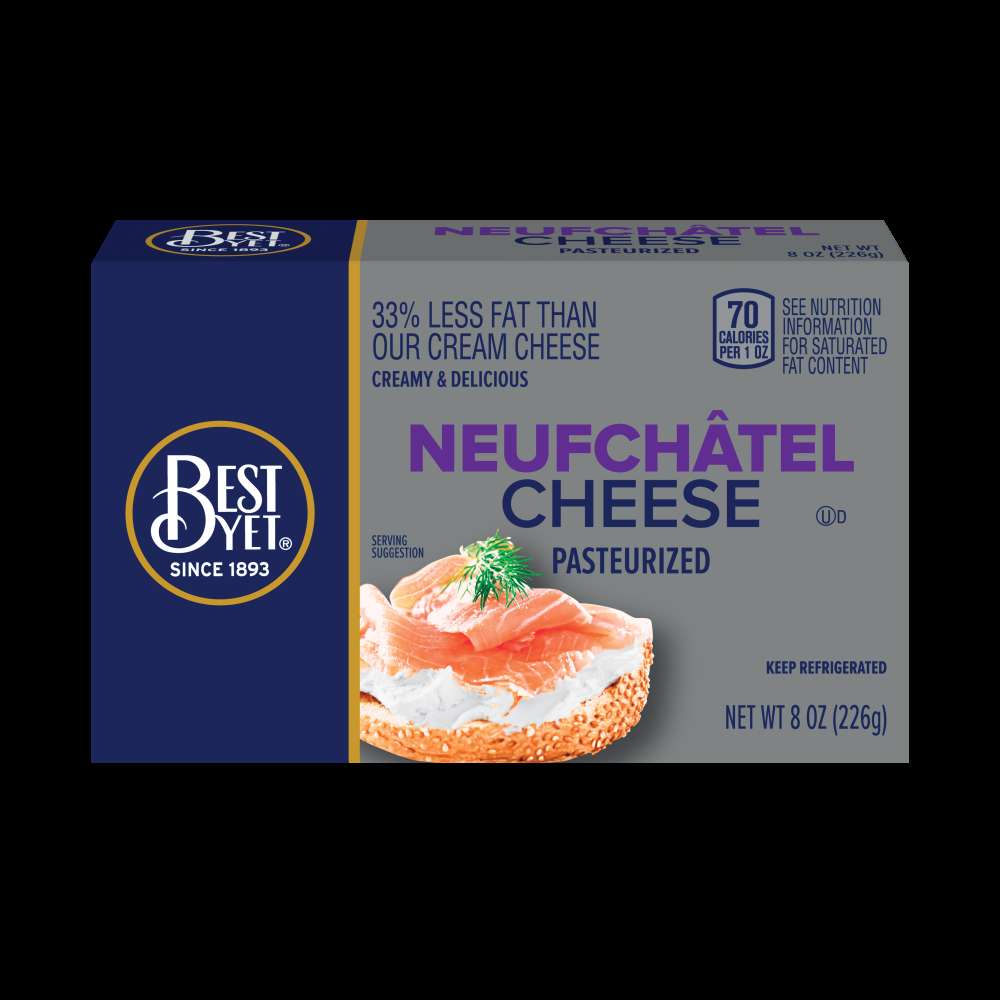 BEST
YET®
SINCE 1893
NEUFCHÂTEL
CHEESE
PASTEURIZED
NET WT
8 OZ (226g)
33% LESS FAT THAN
OUR CREAM CHEESE
CREAMY & DELICIOUS
70
CALORIES
PER 1 OZ
SEE NUTRITION
INFORMATION
FOR SATURATED
FAT CONTENT
NEUFCHÂTEL
CHEESE
PASTEURIZED
U D
BEST
YET®
SINCE 1893
SERVING
SUGGESTION
KEEP REFRIGERATED
NET WT 8 OZ (226g)